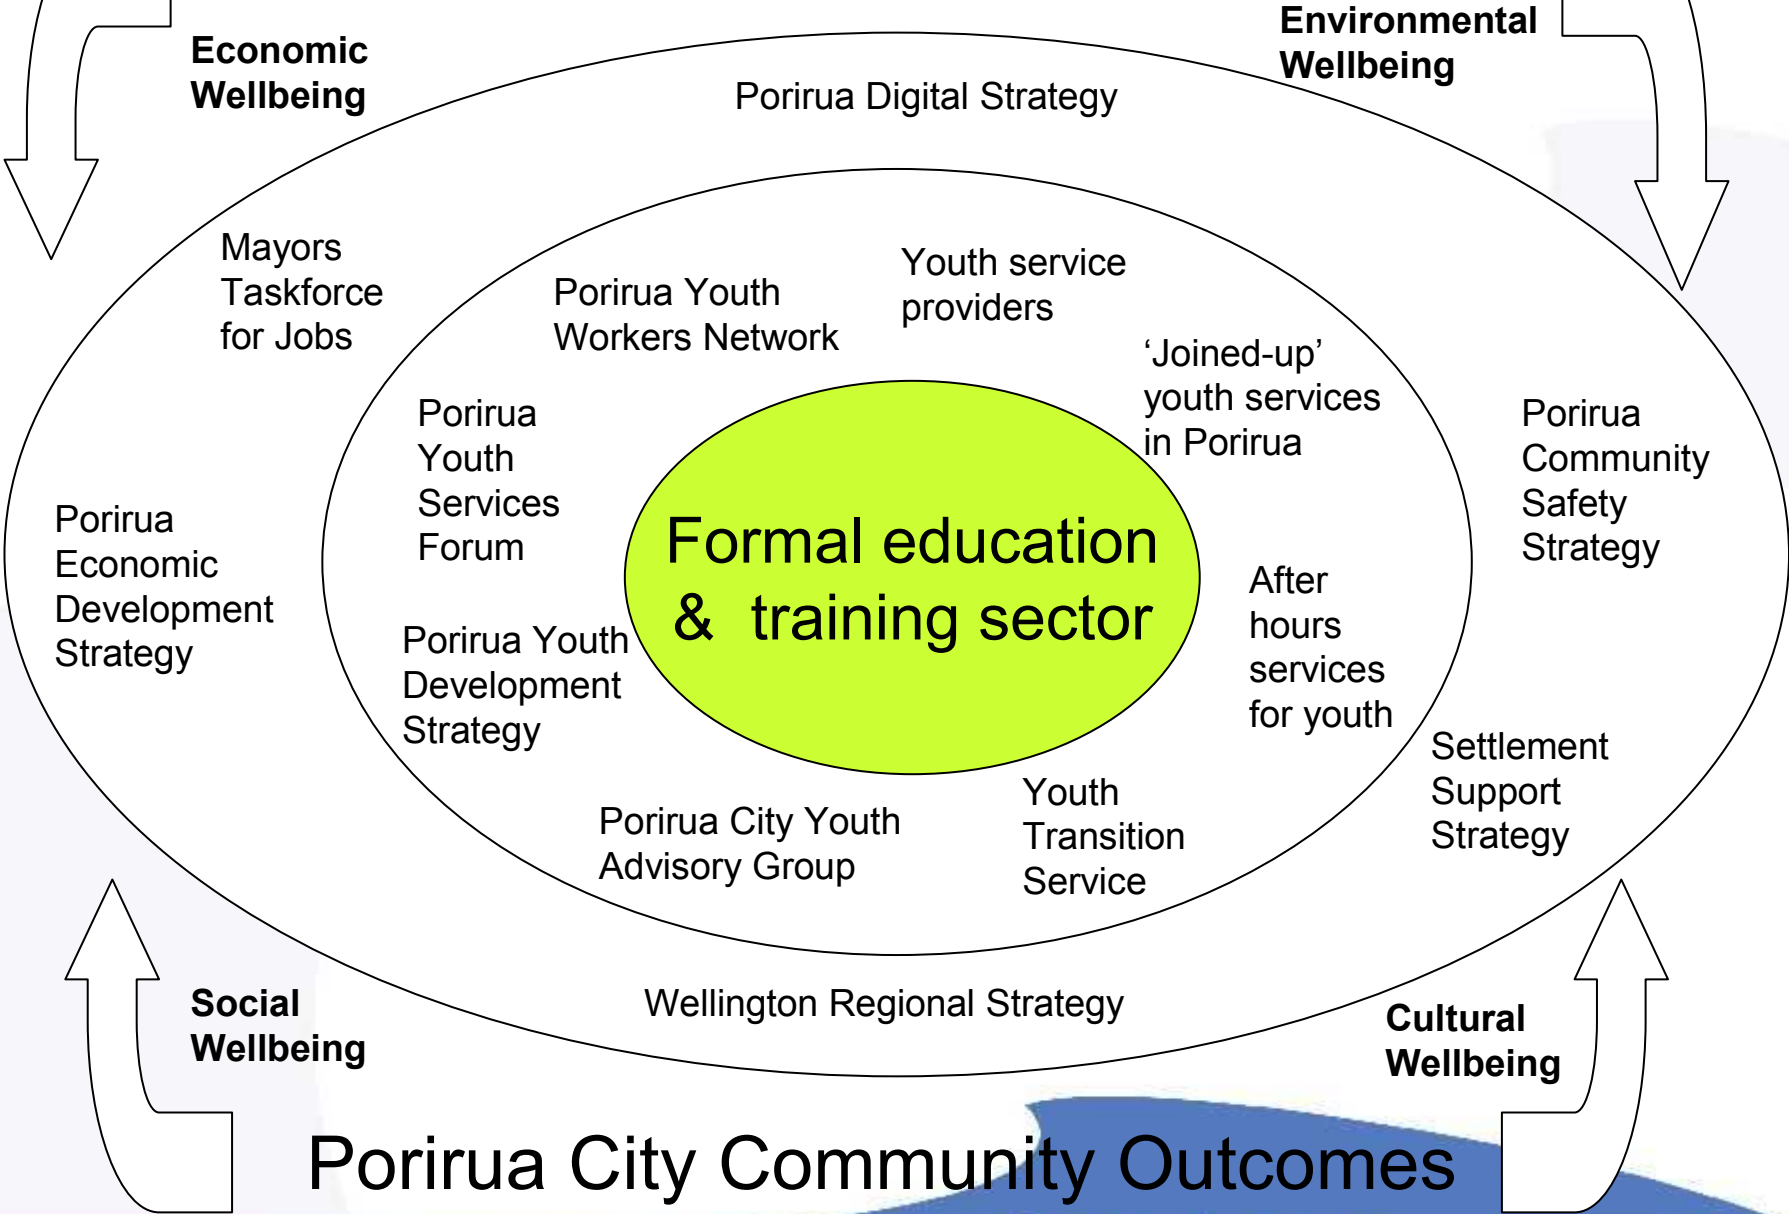 Economic
Wellbeing
Environmental
Wellbeing
Porirua Digital Strategy
Mayors
Taskforce
for Jobs
Porirua Youth
Workers Network
Youth service
providers
‘Joined-up’
youth services
in Porirua
Porirua
Youth
Services
Forum
Porirua
Community
Safety
Strategy
Porirua
Economic
Development
Strategy
Formal education
& training sector
After
hours
services
for youth
Porirua Youth
Development
Strategy
Settlement
Support
Strategy
Porirua City Youth
Advisory Group
Youth
Transition
Service
Social
Wellbeing
Wellington Regional Strategy
Cultural
Wellbeing
Porirua City Community Outcomes